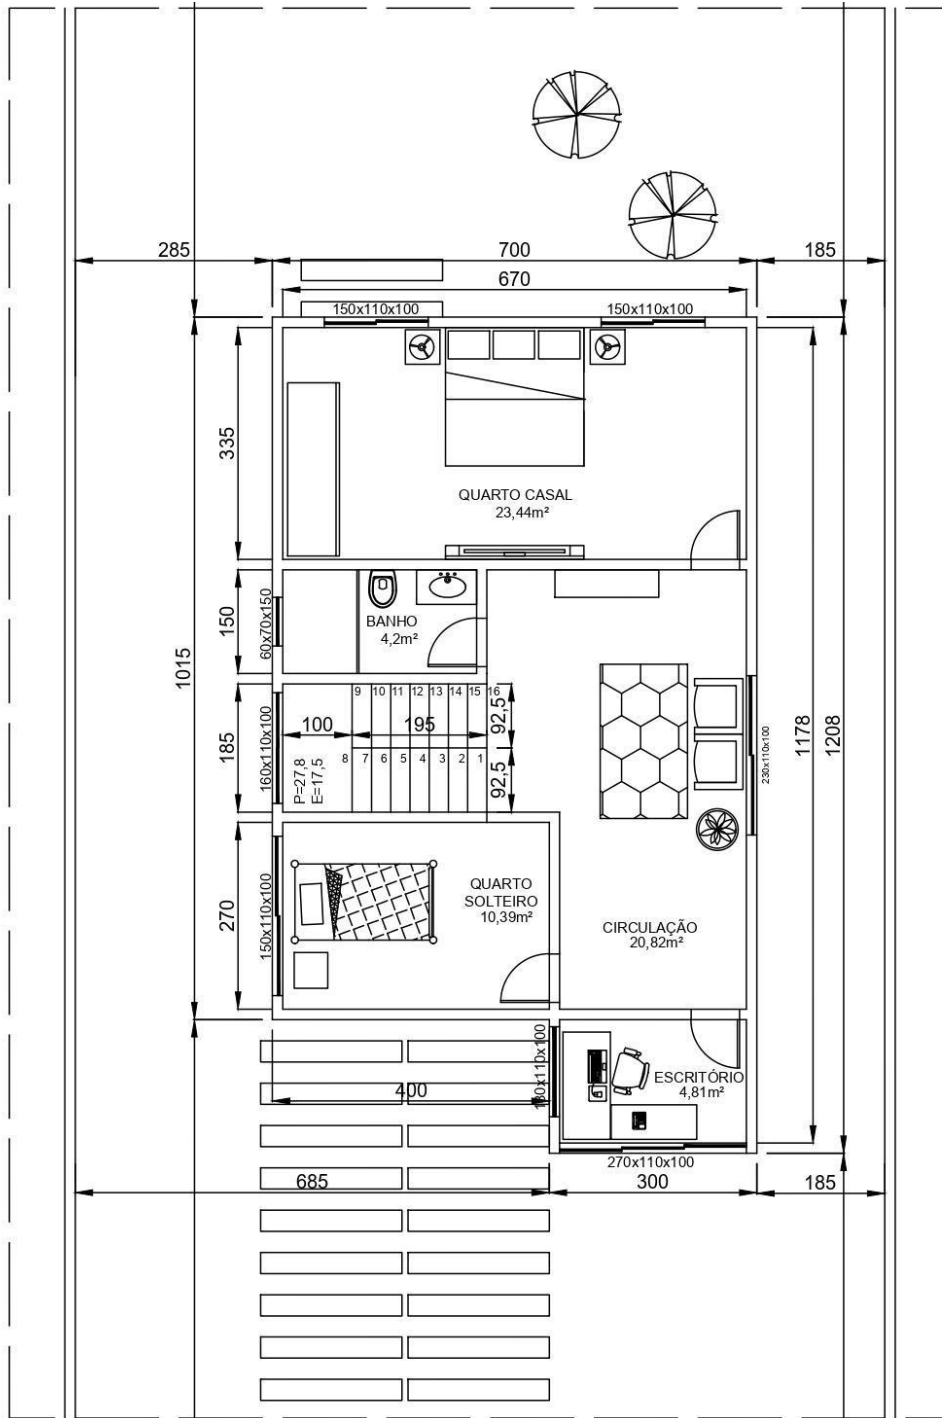 285
700
185
670
150x110x100
150x110x100
335
QUARTO CASAL
23,44m²
150
60x70x150
BANHO
4,2m²
1015
185
160x110x100
100
195
9 10 11 12 13 14 15 16
8 7 6 5 4 3 2 1
P=27,8
E=17,5
92,5
92,5
230x110x100
1178
1208
270
150x110x100
QUARTO
SOLTEIRO
10,39m²
CIRCULAÇÃO
20,82m²
400
130x110x100
ESCRITÓRIO
4,81m²
270x110x100
685
300
185